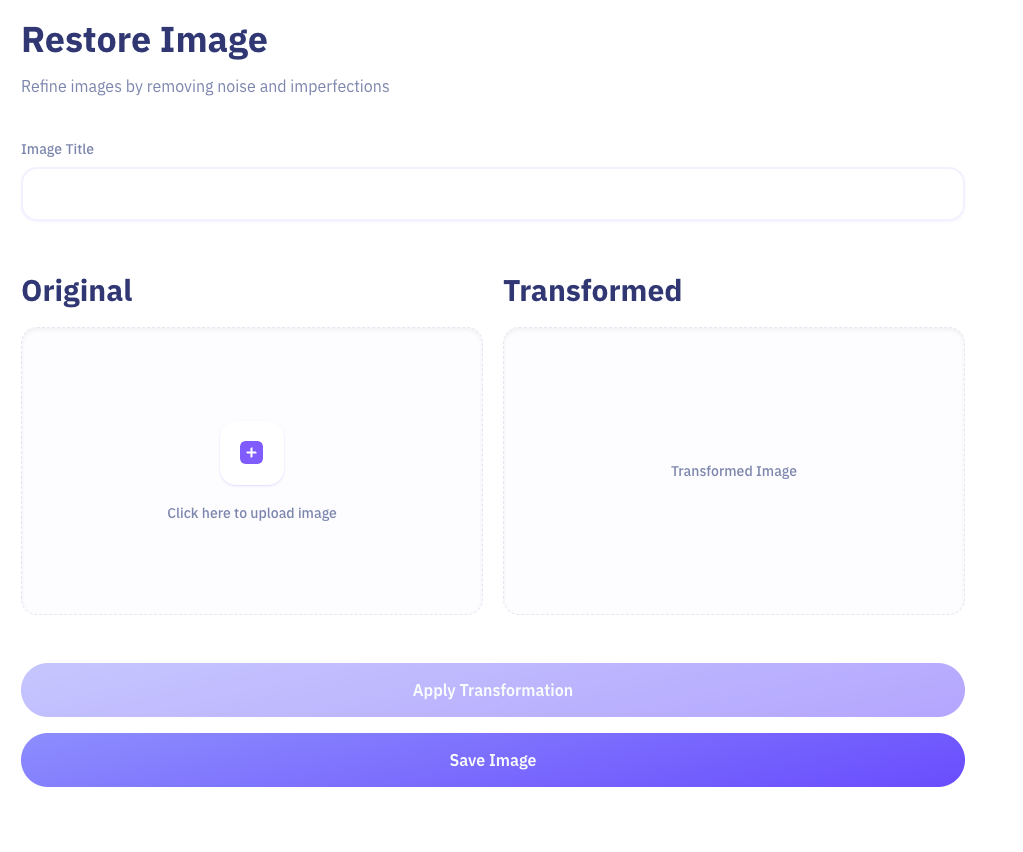 Restore Image
Refine images by removing noise and imperfections
Image Title
Original
Transformed
Click here to upload image
Transformed Image
Apply Transformation
Save Image